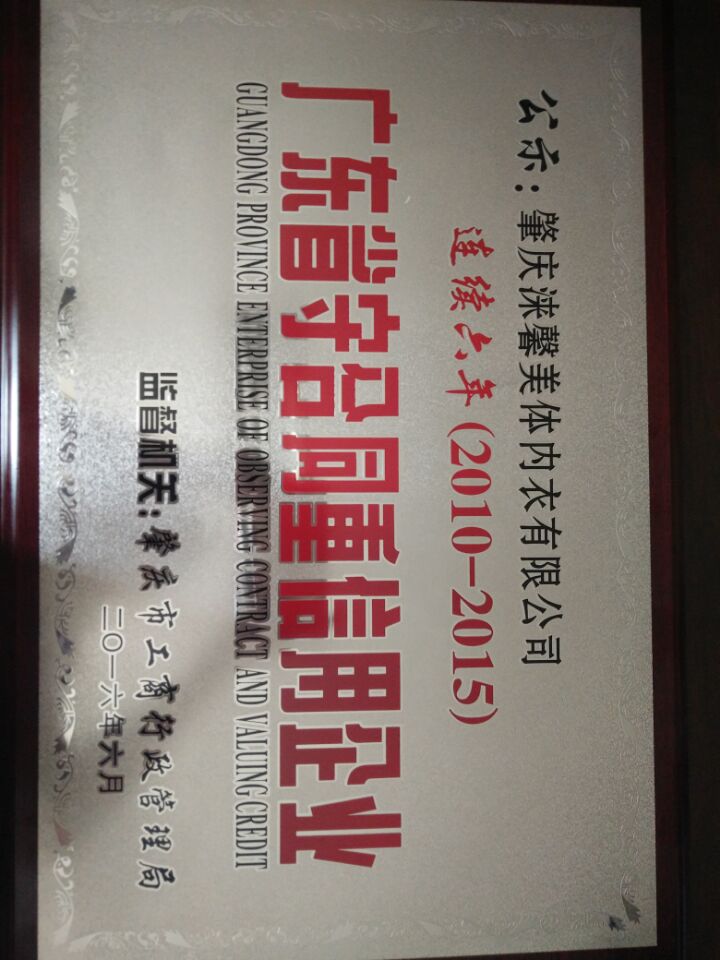 公示：肇庆涞馨美体内衣有限公司
连续六年(2010-2015)
广东省守合同重信用企业
GUANGDONG PROVINCE ENTERPRISE OF OBSERVING CONTRACT AND VALUING CREDIT
监督机关：肇庆市工商行政管理局
二〇一六年六月